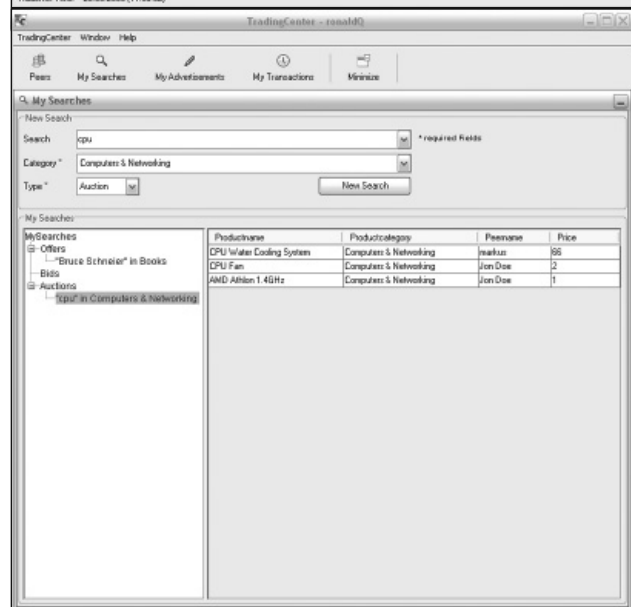 TradingCenter - ronaldQ
TradingCenter Window Help
Peers My Searches My Advertisements My Transactions Minimize
My Searches
New Search
Search cpu * required Fields
Category * Computers & Networking
Type * Auction New Search
My Searches
MySearches
Offers
"Bruce Schneier" in Books
Bids
Auctions
"cpu" in Computers & Networking
Productname Productcategory Peername Price
CPU Water Cooling System Computers & Networking markus 66
CPU Fan Computers & Networking Jon Doe 2
AMD Athlon 1.4GHz Computers & Networking Jon Doe 1